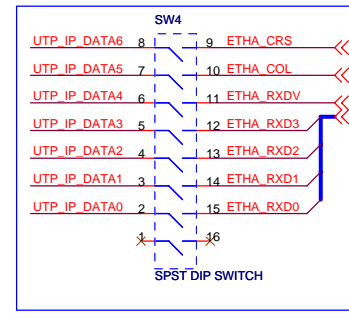 SW4
UTP_IP_DATA6 8 9 ETHA_CRS
UTP_IP_DATA5 7 10 ETHA_COL
UTP_IP_DATA4 6 11 ETHA_RXDV
UTP_IP_DATA3 5 12 ETHA_RXD3
UTP_IP_DATA2 4 13 ETHA_RXD2
UTP_IP_DATA1 3 14 ETHA_RXD1
UTP_IP_DATA0 2 15 ETHA_RXD0
1 16
SPST DIP SWITCH